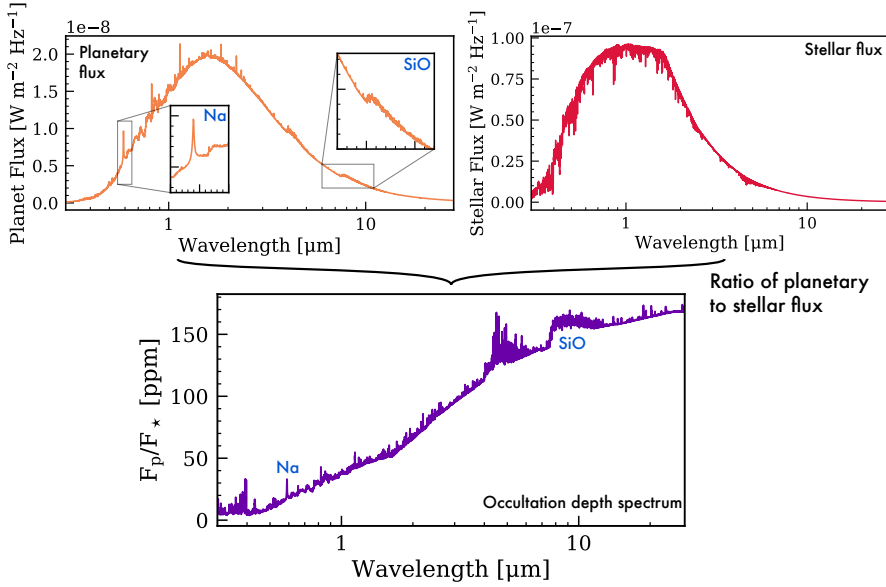 1e−8
Planetary
flux
SiO
Na
Planet Flux [W m⁻² Hz⁻¹]
2.0
1.5
1.0
0.5
0.0
1
10
Wavelength [μm]
1e−7
Stellar flux
Stellar Flux [W m⁻² Hz⁻¹]
1.00
0.75
0.50
0.25
0.00
1
10
Wavelength [μm]
Ratio of planetary
to stellar flux
Fp/F⋆ [ppm]
150
100
50
0
SiO
Na
Occultation depth spectrum
1
10
Wavelength [μm]